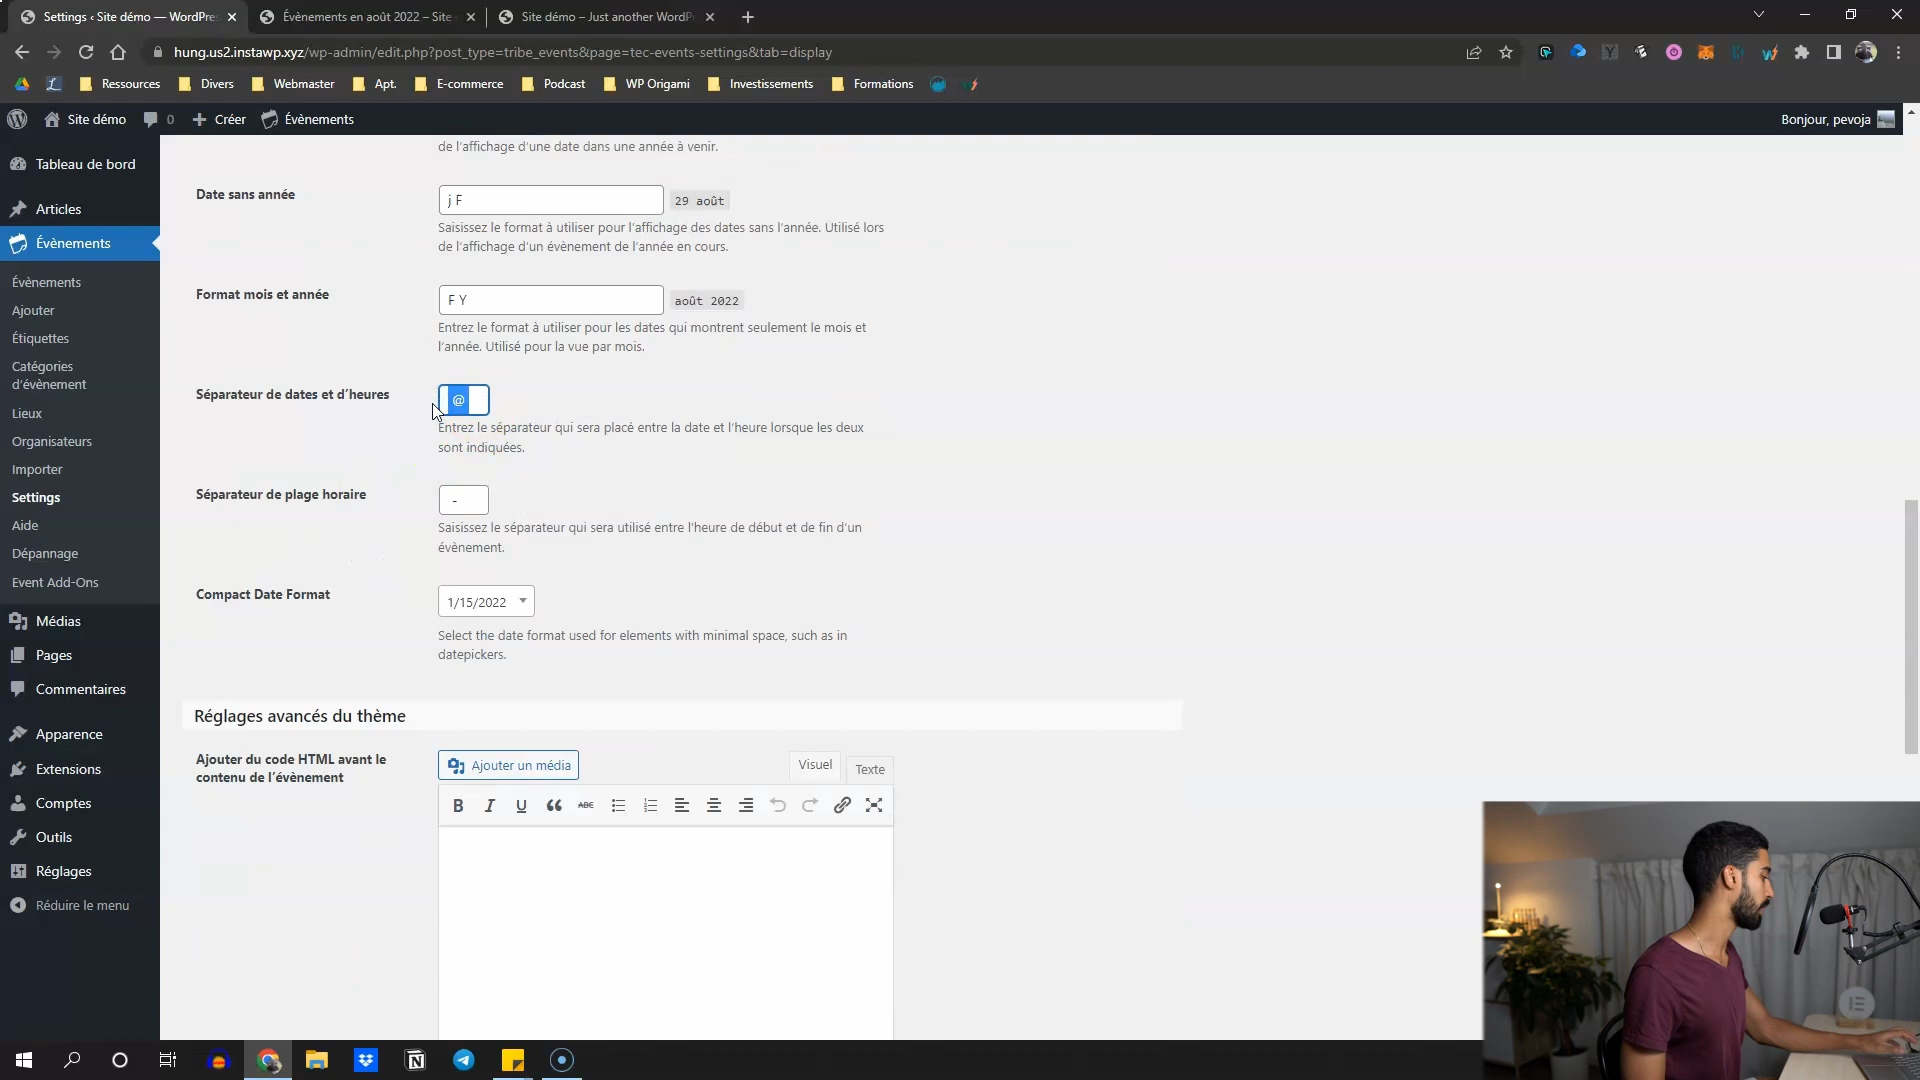 Settings ‹ Site démo — WordPre
Évènements en août 2022 – Site
Site démo – Just another WordP
hung.us2.instawp.xyz/wp-admin/edit.php?post_type=tribe_events&page=tec-events-settings&tab=display
Ressources
Divers
Webmaster
Apt.
E-commerce
Podcast
WP Origami
Investissements
Formations
Site démo
0
Créer
Évènements
Bonjour, pevoja
Tableau de bord
Articles
Évènements
Évènements
Ajouter
Étiquettes
Catégories
d’évènement
Lieux
Organisateurs
Importer
Settings
Aide
Dépannage
Event Add-Ons
Médias
Pages
Commentaires
Apparence
Extensions
Comptes
Outils
Réglages
Réduire le menu
de l’affichage d’une date dans une année à venir.
Date sans année
j F
29 août
Saisissez le format à utiliser pour l’affichage des dates sans l’année. Utilisé lors
de l’affichage d’un évènement de l’année en cours.
Format mois et année
F Y
août 2022
Entrez le format à utiliser pour les dates qui montrent seulement le mois et
l’année. Utilisé pour la vue par mois.
Séparateur de dates et d’heures
@
Entrez le séparateur qui sera placé entre la date et l’heure lorsque les deux
sont indiquées.
Séparateur de plage horaire
-
Saisissez le séparateur qui sera utilisé entre l’heure de début et de fin d’un
évènement.
Compact Date Format
1/15/2022
Select the date format used for elements with minimal space, such as in
datepickers.
Réglages avancés du thème
Ajouter du code HTML avant le
contenu de l’évènement
Ajouter un média
Visuel
Texte
B I U ABC